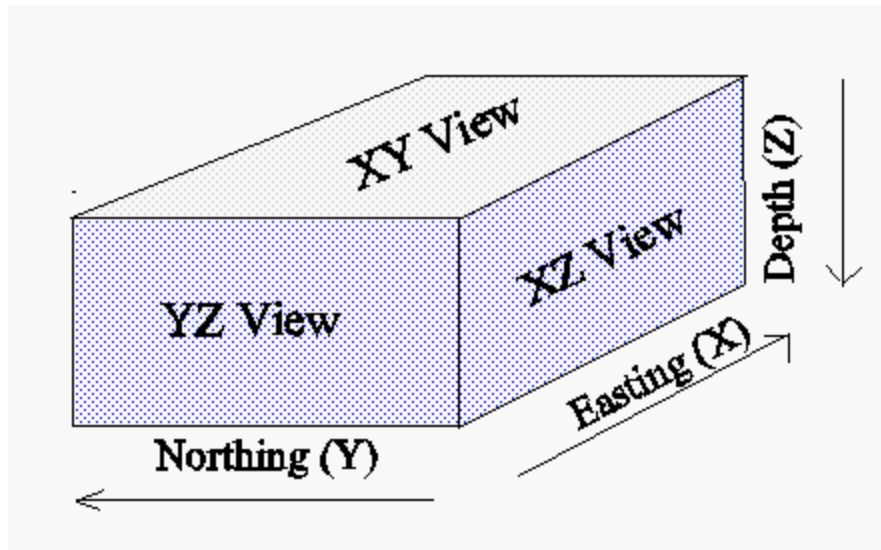 XY View
XZ View
YZ View
Depth (Z)
Easting (X)
Northing (Y)